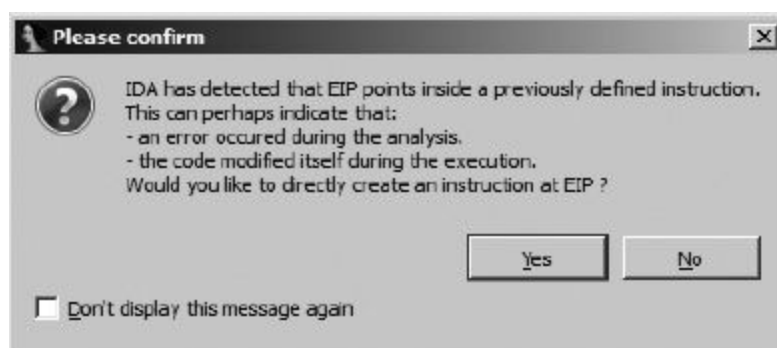 Please confirm
IDA has detected that EIP points inside a previously defined instruction.
This can perhaps indicate that:
- an error occured during the analysis.
- the code modified itself during the execution.
Would you like to directly create an instruction at EIP ?
Yes
No
Don't display this message again